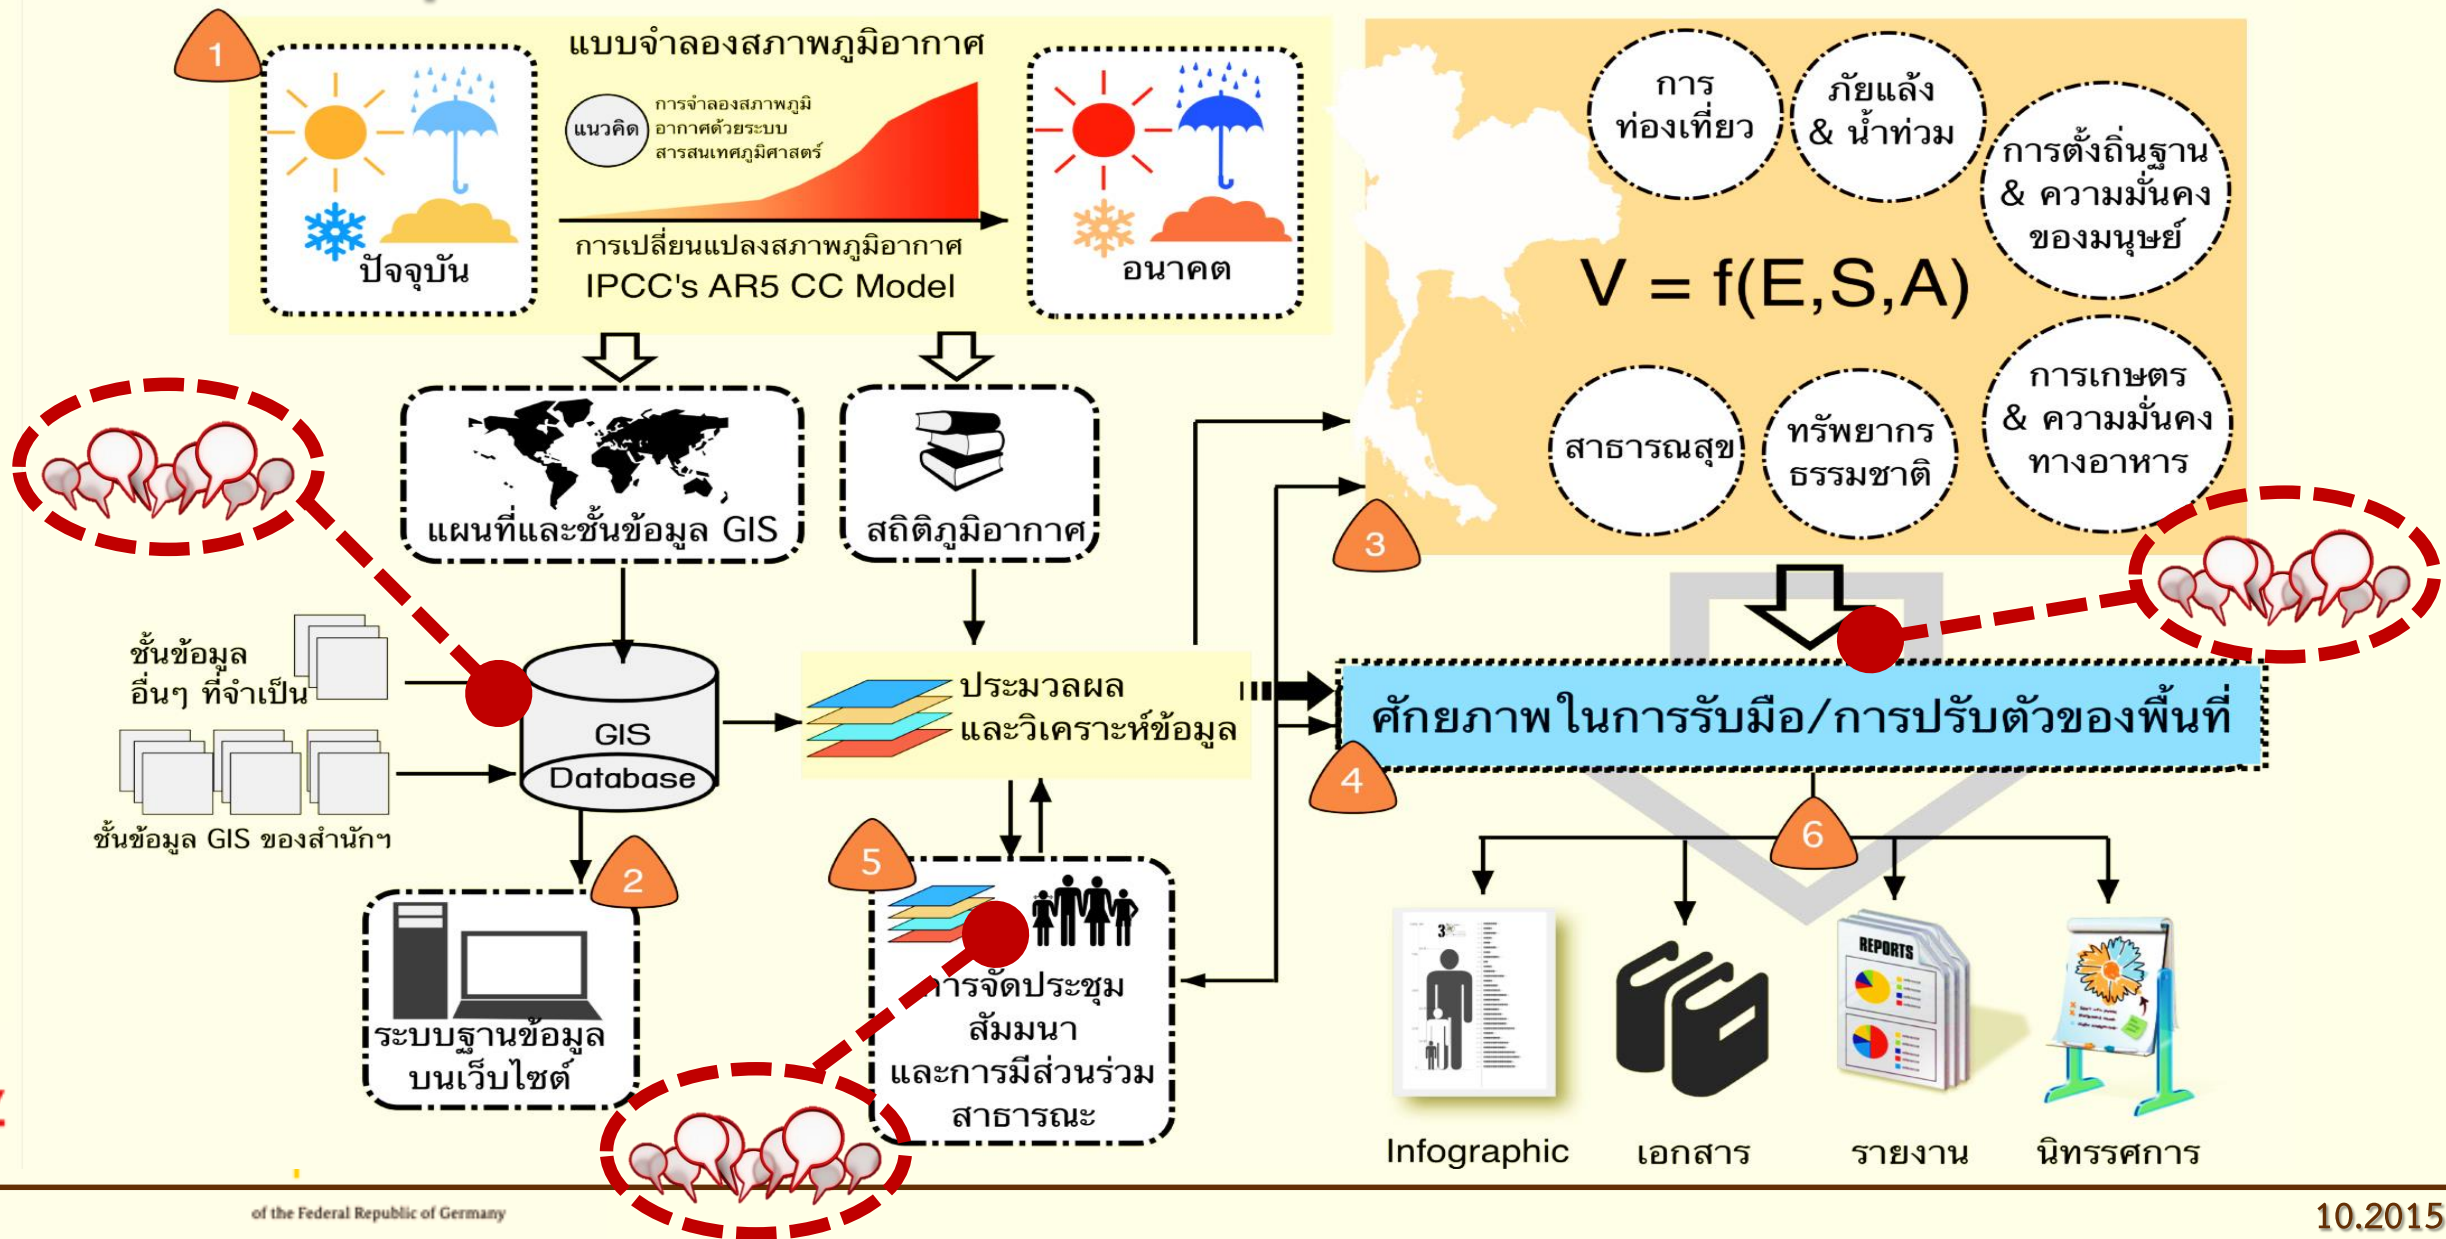 1
แบบจำลองสภาพภูมิอากาศ
แนวคิด
การจำลองสภาพภูมิ
อากาศด้วยระบบ
สารสนเทศภูมิศาสตร์
การเปลี่ยนแปลงสภาพภูมิอากาศ
IPCC's AR5 CC Model
ปัจจุบัน
อนาคต
การ
ท่องเที่ยว
ภัยแล้ง
& น้ำท่วม
การตั้งถิ่นฐาน
& ความมั่นคง
ของมนุษย์
V = f(E,S,A)
สาธารณสุข
ทรัพยากร
ธรรมชาติ
การเกษตร
& ความมั่นคง
ทางอาหาร
3
แผนที่และชั้นข้อมูล GIS
สถิติภูมิอากาศ
ชั้นข้อมูล
อื่นๆ ที่จำเป็น
ชั้นข้อมูล GIS ของสำนักฯ
GIS
Database
ประมวลผล
และวิเคราะห์ข้อมูล
ศักยภาพในการรับมือ/การปรับตัวของพื้นที่
4
2
ระบบฐานข้อมูล
บนเว็บไซต์
5
การจัดประชุม
สัมมนา
และการมีส่วนร่วม
สาธารณะ
6
REPORTS
Infographic
เอกสาร
รายงาน
นิทรรศการ
of the Federal Republic of Germany
10.2015